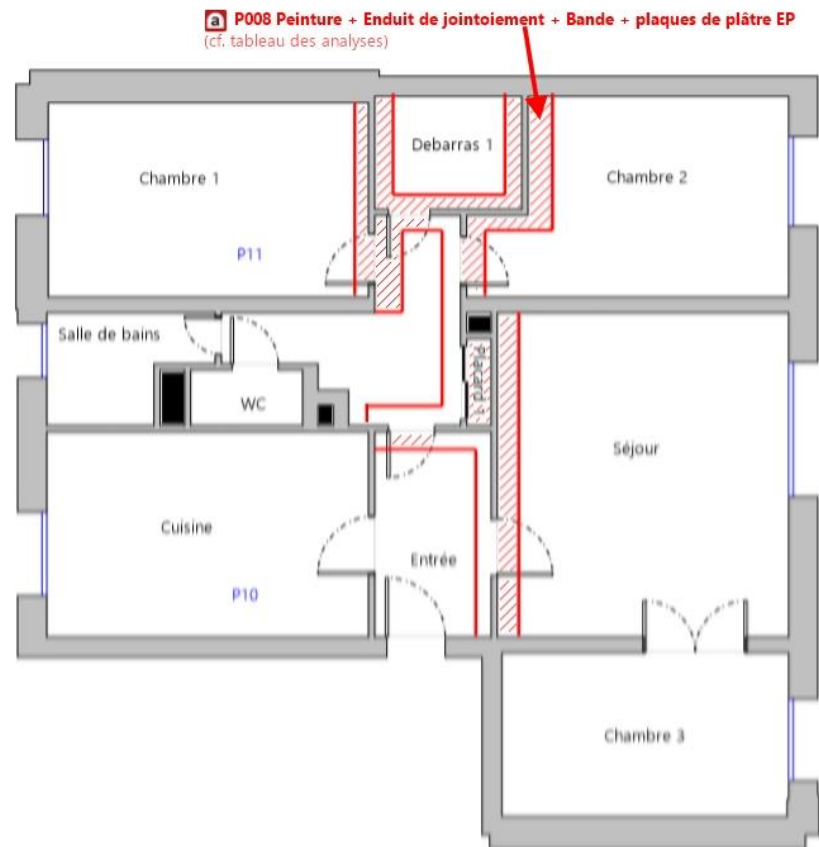 a P008 Peinture + Enduit de jointoiement + Bande + plaques de plâtre EP
(cf. tableau des analyses)
Debarras 1
Chambre 1
Chambre 2
P11
Salle de bains
Placard
WC
Séjour
Cuisine
Entrée
P10
Chambre 3